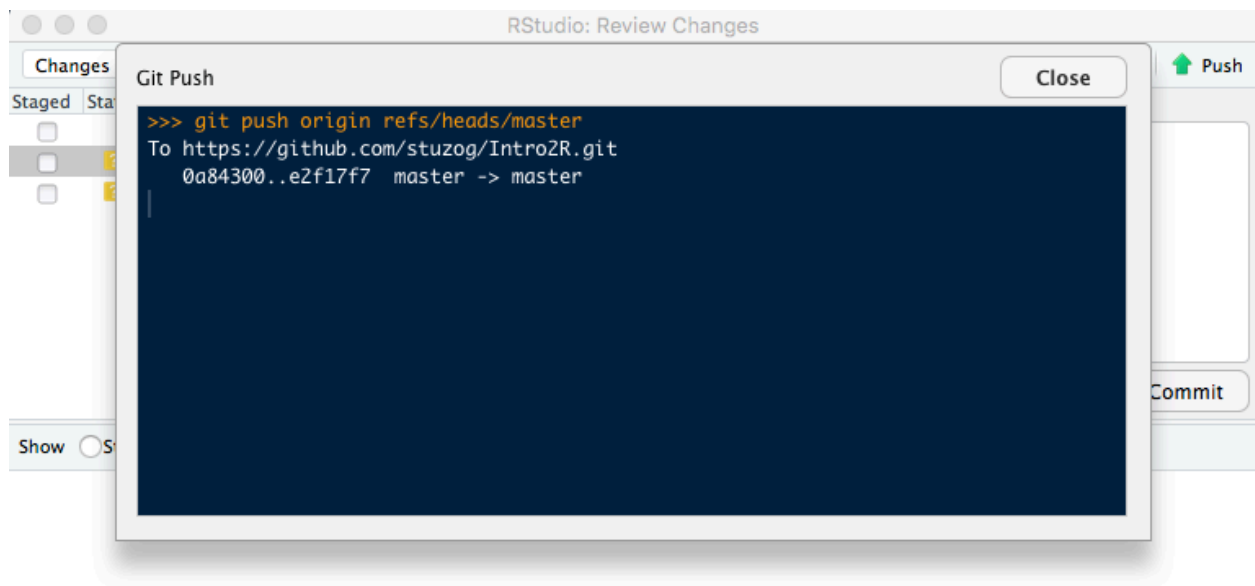 RStudio: Review Changes
Changes
Push
Git Push
Close
Staged
>>> git push origin refs/heads/master
To https://github.com/stuzog/Intro2R.git
0a84300..e2f17f7 master -> master
Commit
Show